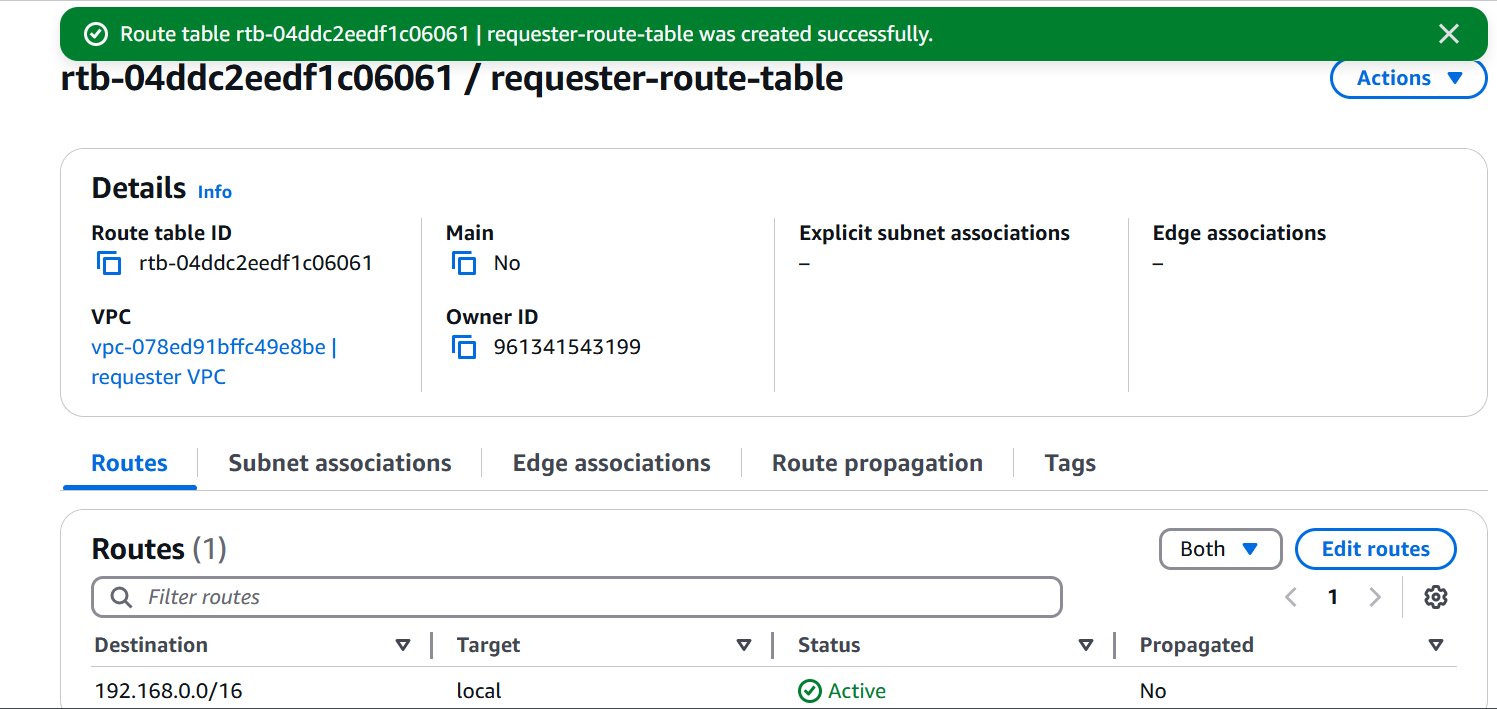 Route table rtb-04ddc2eedf1c06061 | requester-route-table was created successfully.
rtb-04ddc2eedf1c06061 / requester-route-table
Actions
Details Info
Route table ID
rtb-04ddc2eedf1c06061
Main
No
Explicit subnet associations
–
Edge associations
–
VPC
vpc-078ed91bffc49e8be |
requester VPC
Owner ID
961341543199
Routes
Subnet associations
Edge associations
Route propagation
Tags
Routes (1)
Both
Edit routes
Filter routes
1
Destination Target Status Propagated
192.168.0.0/16 local Active No